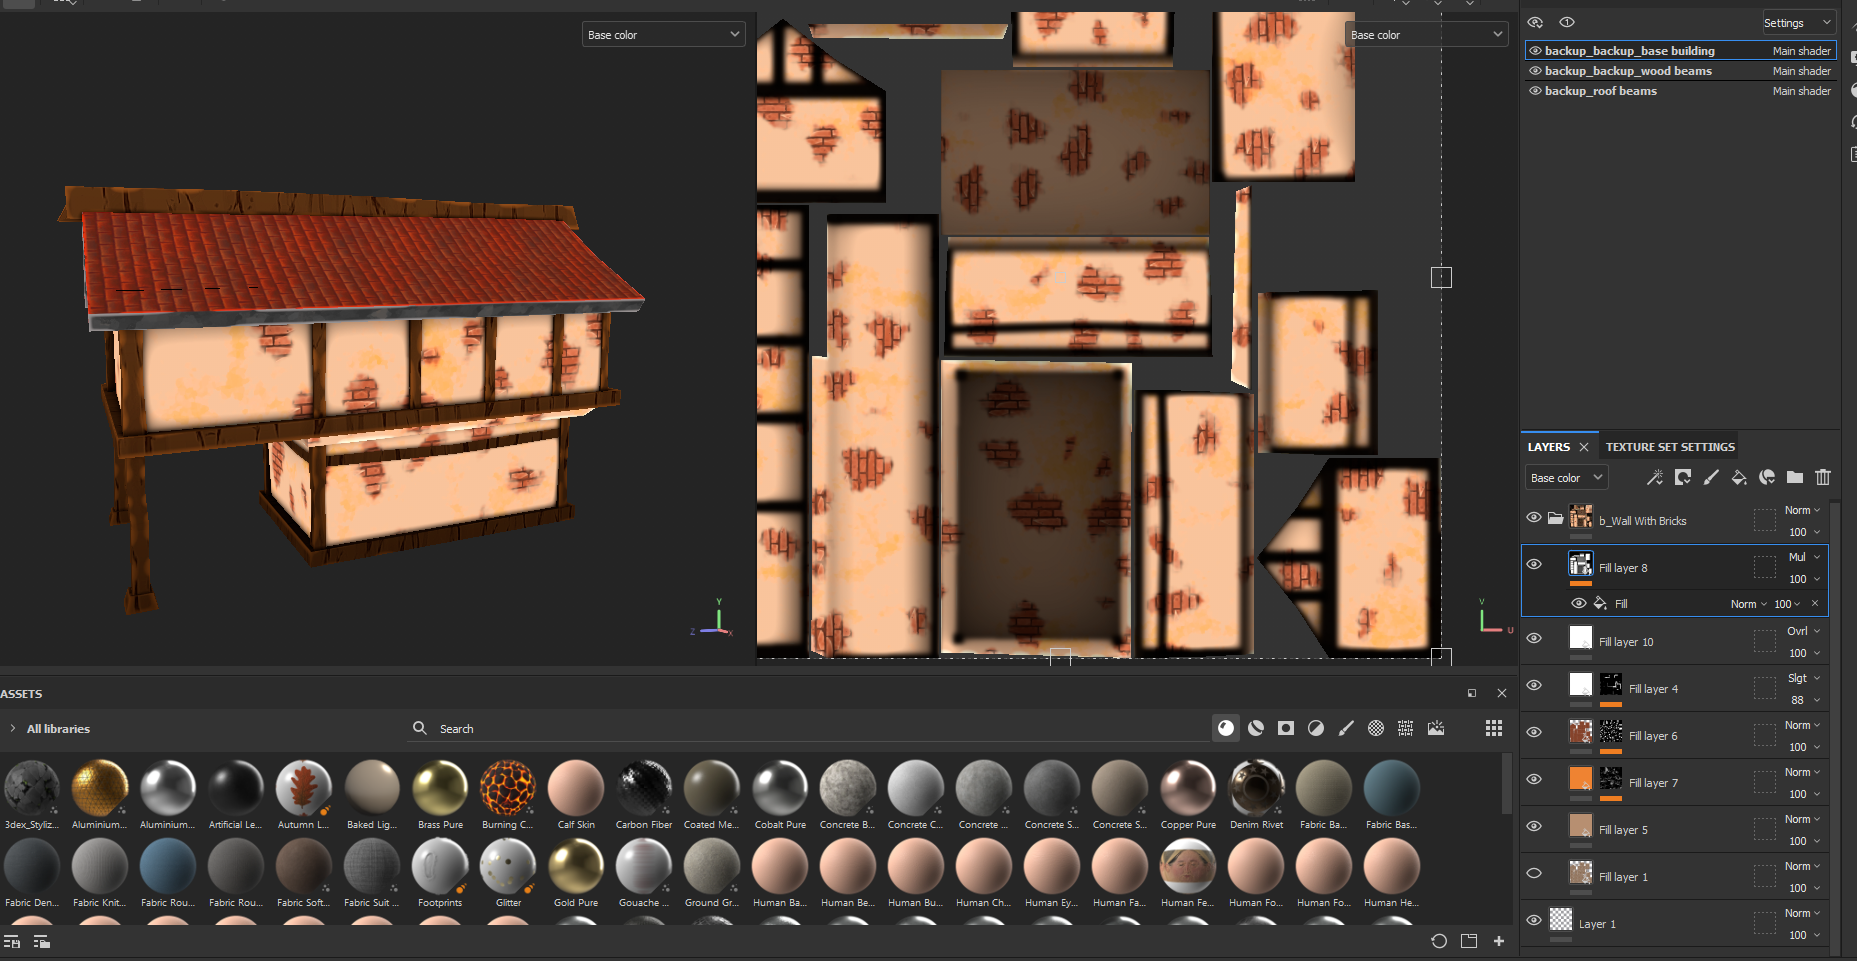 Base color
Base color
Settings
backup_backup_base building Main shader
backup_backup_wood beams Main shader
backup_roof beams Main shader
LAYERS TEXTURE SET SETTINGS
Base color
b_Wall With Bricks Norm 100
Fill layer 8 Mul 100
Fill Norm 100
Fill layer 10 Ovrl 100
Fill layer 4 Slgt 88
Fill layer 6 Norm 100
Fill layer 7 Norm 100
Fill layer 5 Norm 100
Fill layer 1 Norm 100
Layer 1 Norm 100
Y
Z
X
V
U
ASSETS
All libraries
Search
3dex_Styliz... Aluminium... Aluminium... Artificial Le... Autumn L... Baked Lig... Brass Pure Burning C... Calf Skin Carbon Fiber Coated Me... Cobalt Pure Concrete B... Concrete C... Concrete ... Concrete S... Concrete S... Copper Pure Denim Rivet Fabric Ba... Fabric Bas...
Fabric Den... Fabric Knit... Fabric Rou... Fabric Rou... Fabric Soft... Fabric Suit ... Footprints Glitter Gold Pure Gouache ... Ground Gr... Human Ba... Human Be... Human Bu... Human Ch... Human Ey... Human Fa... Human Fe... Human Fo... Human Fo... Human He...